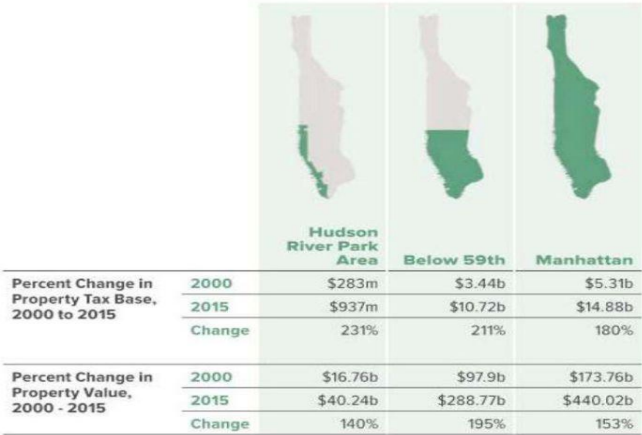 Hudson
River Park
Area Below 59th Manhattan
Percent Change in
Property Tax Base,
2000 to 2015
2000 $283m $3.44b $5.31b
2015 $937m $10.72b $14.88b
Change 231% 211% 180%
Percent Change in
Property Value,
2000 - 2015
2000 $16.76b $97.9b $173.76b
2015 $40.24b $288.77b $440.02b
Change 140% 195% 153%